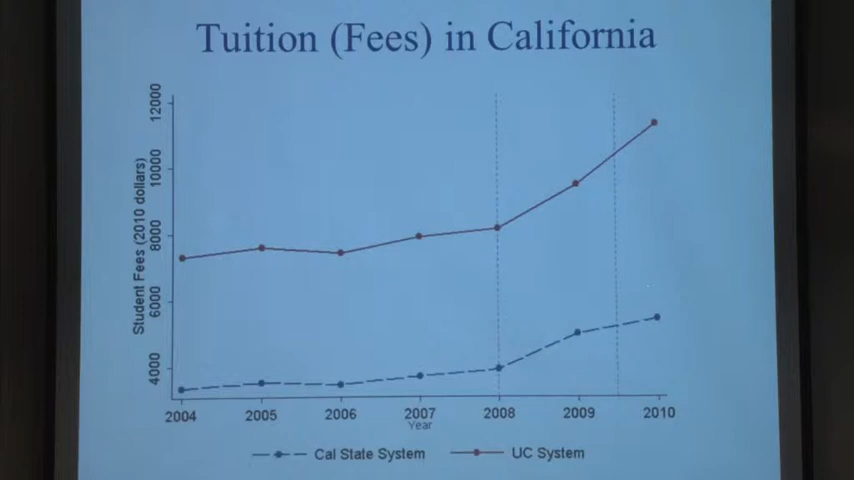 Tuition (Fees) in California
Student Fees (2010 dollars)
12000
10000
8000
6000
4000
2004 2005 2006 2007 2008 2009 2010
Year
Cal State System UC System